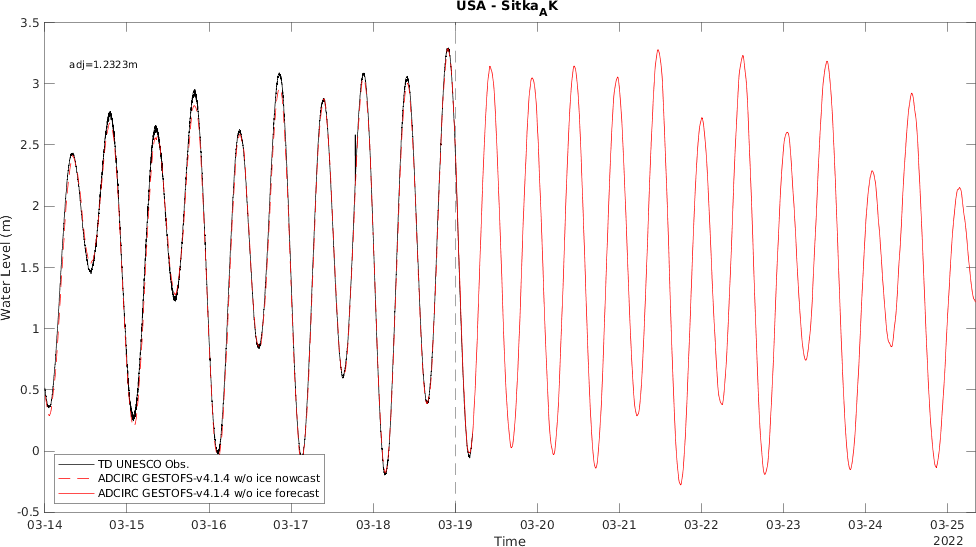 USA - Sitka_AK
adj=1.2323m
3.5
3
2.5
2
1.5
1
0.5
0
-0.5
Water Level (m)
TD UNESCO Obs.
ADCIRC GESTOFS-v4.1.4 w/o ice nowcast
ADCIRC GESTOFS-v4.1.4 w/o ice forecast
03-14 03-15 03-16 03-17 03-18 03-19 03-20 03-21 03-22 03-23 03-24 03-25
Time
2022